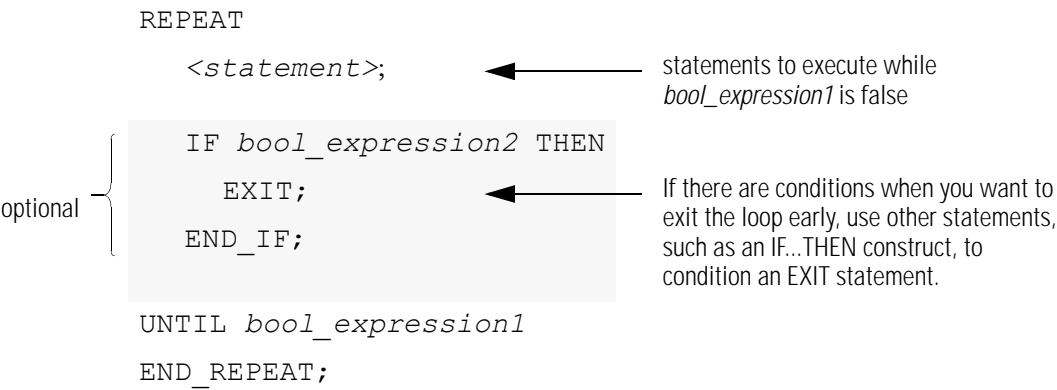 REPEAT
<statement>;
statements to execute while
bool_expression1 is false
optional
IF bool_expression2 THEN
EXIT;
END_IF;
If there are conditions when you want to
exit the loop early, use other statements,
such as an IF...THEN construct, to
condition an EXIT statement.
UNTIL bool_expression1
END_REPEAT;